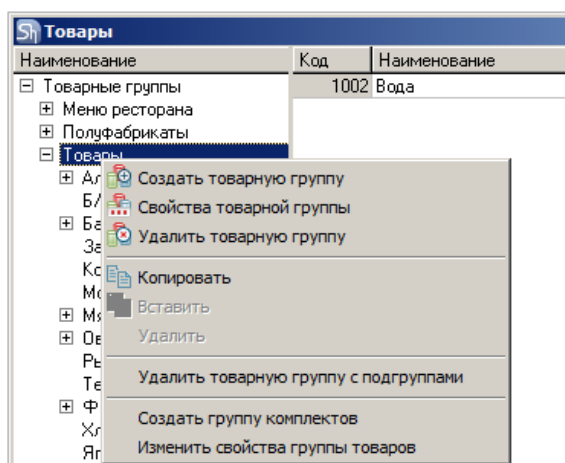 Sh Товары
Наименование Код Наименование
Товарные группы 1002 Вода
Меню ресторана
Полуфабрикаты
Товары
Создать товарную группу
Свойства товарной группы
Удалить товарную группу
Копировать
Вставить
Удалить
Удалить товарную группу с подгруппами
Создать группу комплектов
Изменить свойства группы товаров